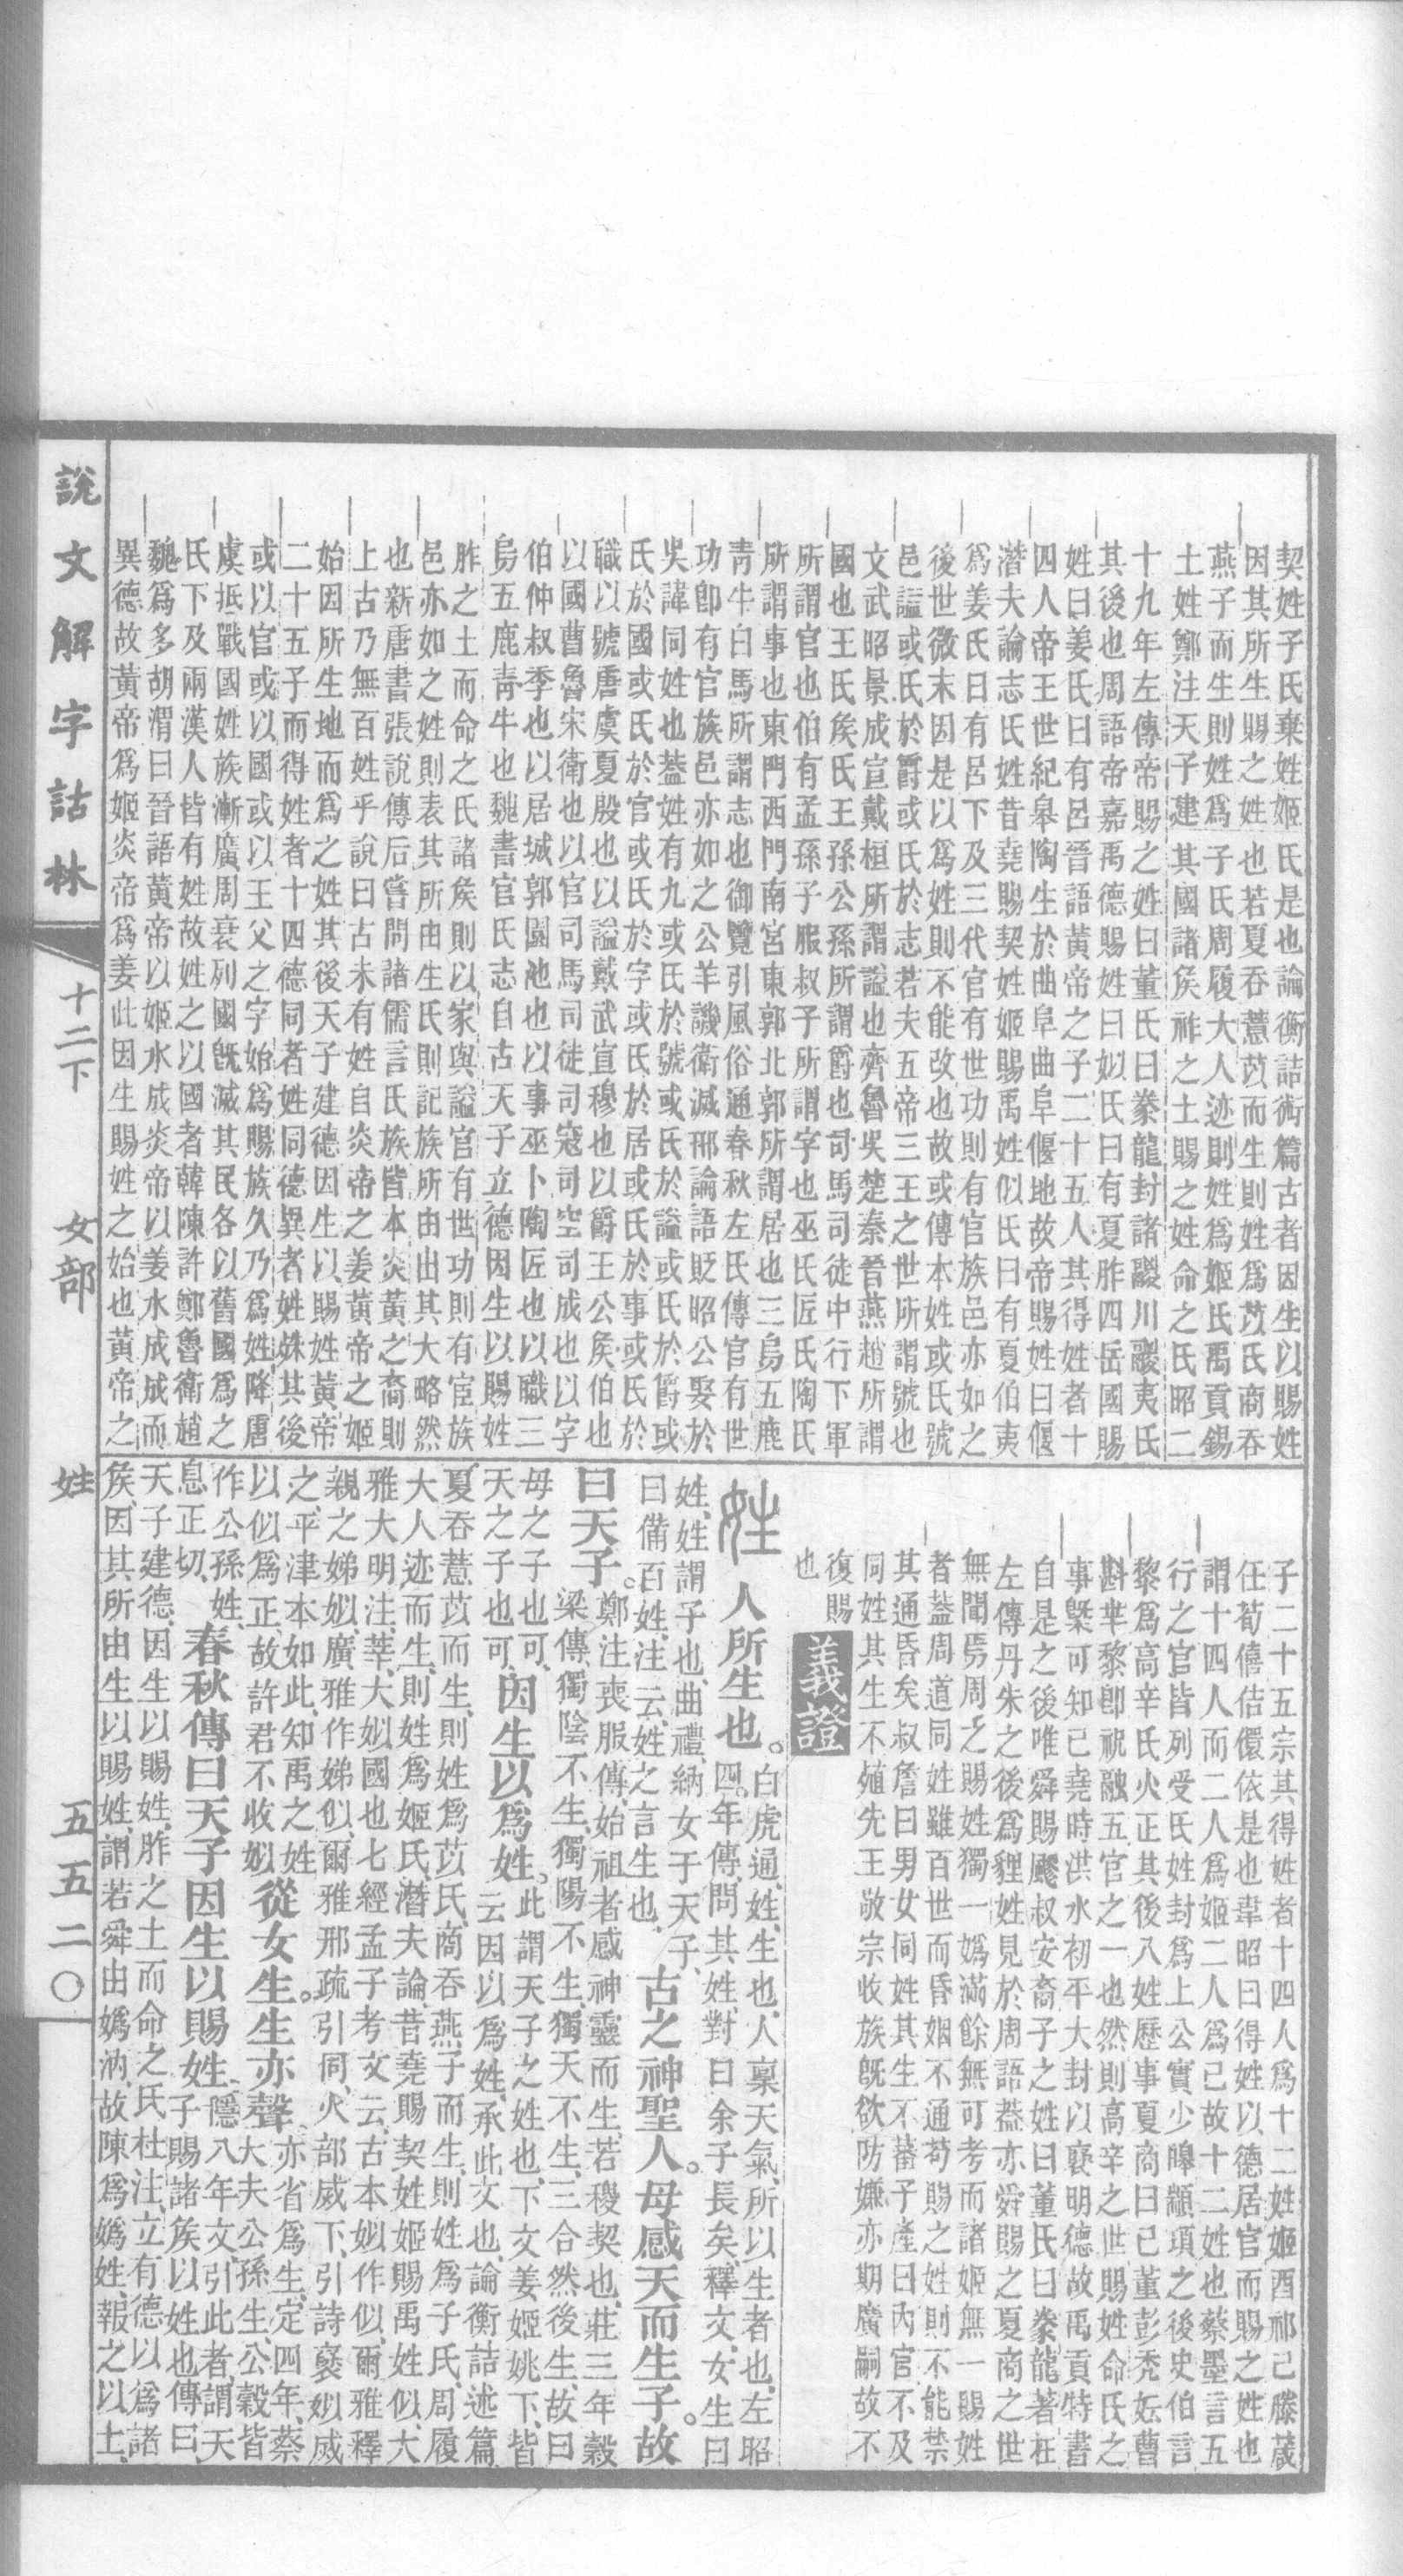 契姓子氏棄姓姬氏是也論衡詰術篇古者因生以賜姓
因其所生賜之姓也若夏吞薏苡而生則姓爲苡氏商吞
燕子而生則姓爲子氏周履大人迹則姓爲姬氏禹貢錫
土姓鄭注天子建其國諸矦祚之土賜之姓命之氏昭二
十九年左傳帝賜之姓曰董氏曰豢龍封諸鬷川鬷夷氏
其後也周語帝嘉禹德賜姓曰姒氏曰有夏胙四岳國賜
姓曰姜氏曰有呂晉語黃帝之子二十五人其得姓者十
四人帝王世紀皋陶生於曲阜曲阜偃地故帝賜姓曰偃
潛夫論志氏姓昔堯賜契姓姬賜禹姓似氏曰有夏伯夷
爲姜氏曰有呂下及三代官有世功則有官族邑亦如之
後世微末因是以爲姓則不能改也故或傳本姓或氏號
邑謚或氏於爵或氏於志若夫五帝三王之世所謂號也
文武昭景成宣戴桓所謂謚也齊魯吳楚秦晉燕趙所謂
國也王氏矦氏王孫公孫所謂爵也司馬司徒中行下軍
所謂官也伯有孟孫子服叔子所謂字也巫氏匠氏陶氏
所謂事也東門西門南宮東郭北郭所謂居也三烏五鹿
靑牛白馬所謂志也御覽引風俗通春秋左氏傳官有世
功卽有官族邑亦如之公羊譏衛滅邢論語貶昭公娶於
吳諱同姓也葢姓有九或氏於號或氏於謚或氏於爵或
氏於國或氏於官或氏於字或氏於居或氏於事或氏於
職以號唐虞夏殷也以謚戴武宣穆也以爵王公矦伯也
以國曹魯宋衛也以官司馬司徒司寇司空司成也以字
伯仲叔季也以居城郭園池也以事巫卜陶匠也以職三
烏五鹿靑牛也魏書官氏志自古天子立德因生以賜姓
胙之土而命之氏諸矦則以家與謚官有世功則有宦族
邑亦如之姓則表其所由生氏則記族所由出其大略然
也新唐書張說傳后嘗問諸儒言氏族皆本炎黃之裔則
上古乃無百姓乎說曰古未有姓自炎帝之姜黃帝之姬
始因所生地而爲之姓其後天子建德因生以賜姓黃帝
二十五子而得姓者十四德同者姓同德異者姓殊其後
或以官或以國或以王父之字始爲賜族久乃爲姓降唐
虞抵戰國姓族漸廣周衰列國旣滅其民各以舊國爲之
氏下及兩漢人皆有姓故姓之以國者韓陳許鄭魯衛趙
魏爲多胡渭曰晉語黃帝以姬水成炎帝以姜水成成而
異德故黃帝爲姬炎帝爲姜此因生賜姓之始也黃帝之
子二十五宗其得姓者十四人爲十二姓姬酉祁己滕葴
任荀僖佶儇依是也韋昭曰得姓以德居官而賜之姓也
謂十四人而二人爲姬二人爲己故十二姓也蔡墨言五
行之官皆列受氏姓封爲上公實少皞顓頊之後史伯言
黎爲高辛氏火正其後八姓歷事夏商曰己董彭禿妘曹
斟羋黎卽祝融五官之一也然則高辛之世賜姓命氏之
事槩可知已堯時洪水初平大封以襃明德故禹貢特書
自是之後唯舜賜飂叔安裔子之姓曰董氏曰豢龍著在
左傳丹朱之後爲貍姓見於周語葢亦舜賜之夏商之世
無聞焉周之賜姓獨一嬀滿餘無可考而諸姬無一賜姓
者葢周道同姓雖百世而昏姻不通苟賜之姓則不能禁
其通昏矣叔詹曰男女同姓其生不蕃子產曰內官不及
同姓其生不殖先王敬宗收族旣欲防嫌亦期廣嗣故不
復賜
也
義證
姓 人所生也。白虎通、姓、生也、人稟天氣、所以生者也、左昭
四年傳、問其姓、對曰余子長矣、釋文、女生曰
姓、姓謂子也、曲禮、納女于天子、
曰備百姓、注云、姓之言生也、古之神聖人。母感天而生子。故
曰天子。鄭注喪服傳、始祖者感神靈而生、若稷契也、莊三年穀
梁傳、獨陰不生、獨陽不生、獨天不生、三合然後生、故曰
母之子也可、
天之子也可、因生以爲姓。此謂天子之姓也、下文姜姬姚下、皆
云因以爲姓、承此文也、論衡詰述篇
夏吞薏苡而生、則姓爲苡氏、商吞燕子而生、則姓爲子氏、周履
大人迹而生、則姓爲姬氏、潛夫論、昔堯賜契姓姬賜禹姓似、大
雅大明注、莘、大姒國也七經孟子考文云、古本姒作似、爾雅釋
親之娣姒、廣雅作娣似、爾雅邢疏引同、火部威下、引詩襃姒威
之、平津本如此、知禹之姓
以似爲正、故許君不收姒、從女生。生亦聲。亦省爲生、定四年、蔡
大夫公孫生、公穀皆
作公孫姓、
息正切、春秋傳曰天子因生以賜姓、隱八年文、引此者、謂天
子賜諸矦以姓也傳曰、
天子建德、因生以賜姓、胙之土而命之氏杜注、立有德以爲諸
矦、因其所由生以賜姓、謂若舜由嬀汭、故陳爲嬀姓、報之以土、
說文解字詁林 十二下 女部 姓 五五二〇